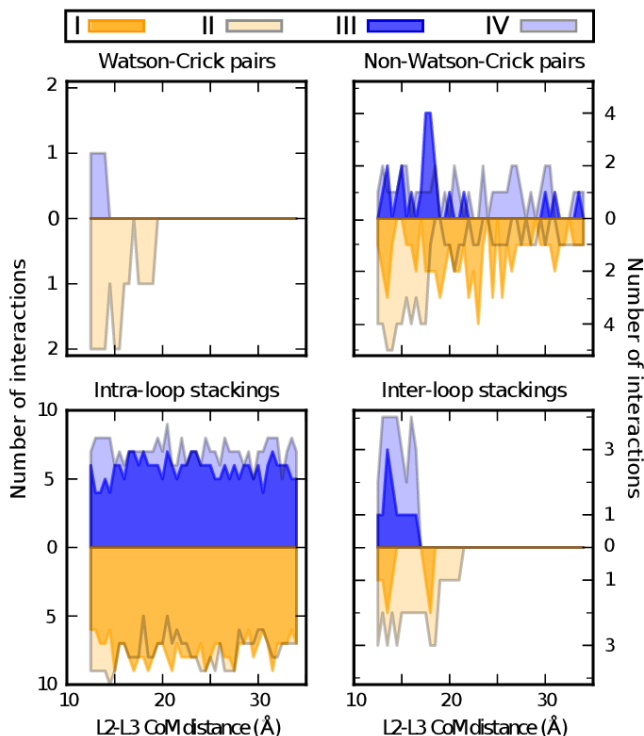 I II III IV
Watson-Crick pairs
Non-Watson-Crick pairs
2
1
0
1
2
4
2
0
2
4
Number of interactions
Number of interactions
Intra-loop stackings
Inter-loop stackings
10
5
0
5
10
3
1
0
1
3
10 20 30
10 20 30
L2-L3 CoM distance (Å)
L2-L3 CoM distance (Å)